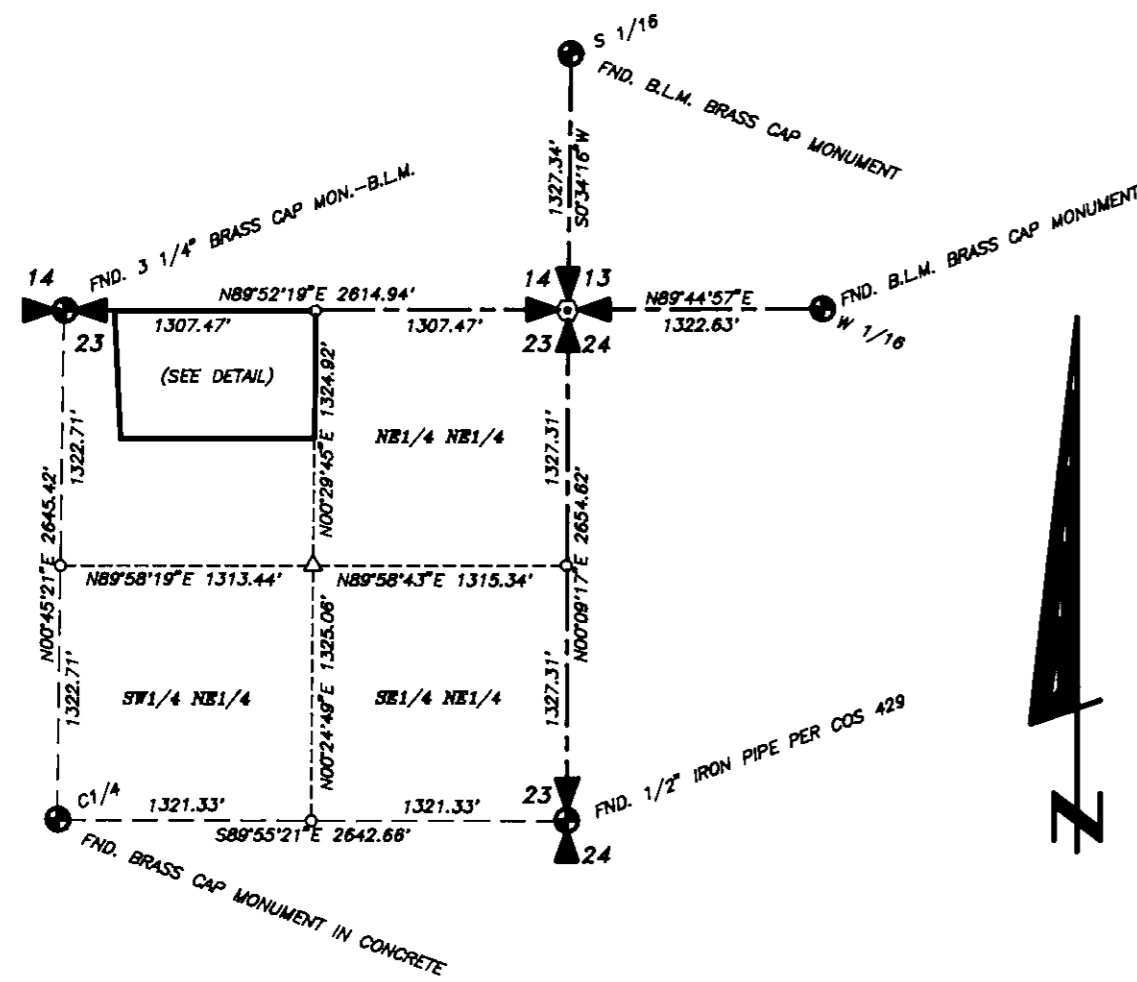 S 1/16
FND. B.L.M. BRASS CAP MONUMENT
1327.34'
S0°34'16"W
FND. 3 1/4" BRASS CAP MON.-B.L.M.
14
23
N89°52'19"E 2614.94'
1307.47'
1307.47'
14
13
23
24
N89°44'57"E
1322.63'
FND. B.L.M. BRASS CAP MONUMENT
W 1/16
(SEE DETAIL)
N00°29'45"E 1324.92'
NE1/4 NE1/4
1322.71'
N00°45'21"E 2645.42'
1322.71'
1327.31'
N00°09'17"E 2654.62'
1327.31'
N89°58'19"E 1313.44'
N89°58'43"E 1315.34'
SW1/4 NE1/4
N00°24'49"E 1325.06'
SE1/4 NE1/4
C1/4
1321.33'
1321.33'
S89°55'21"E 2642.66'
FND. BRASS CAP MONUMENT IN CONCRETE
23
24
FND. 1/2" IRON PIPE PER COS 429
N